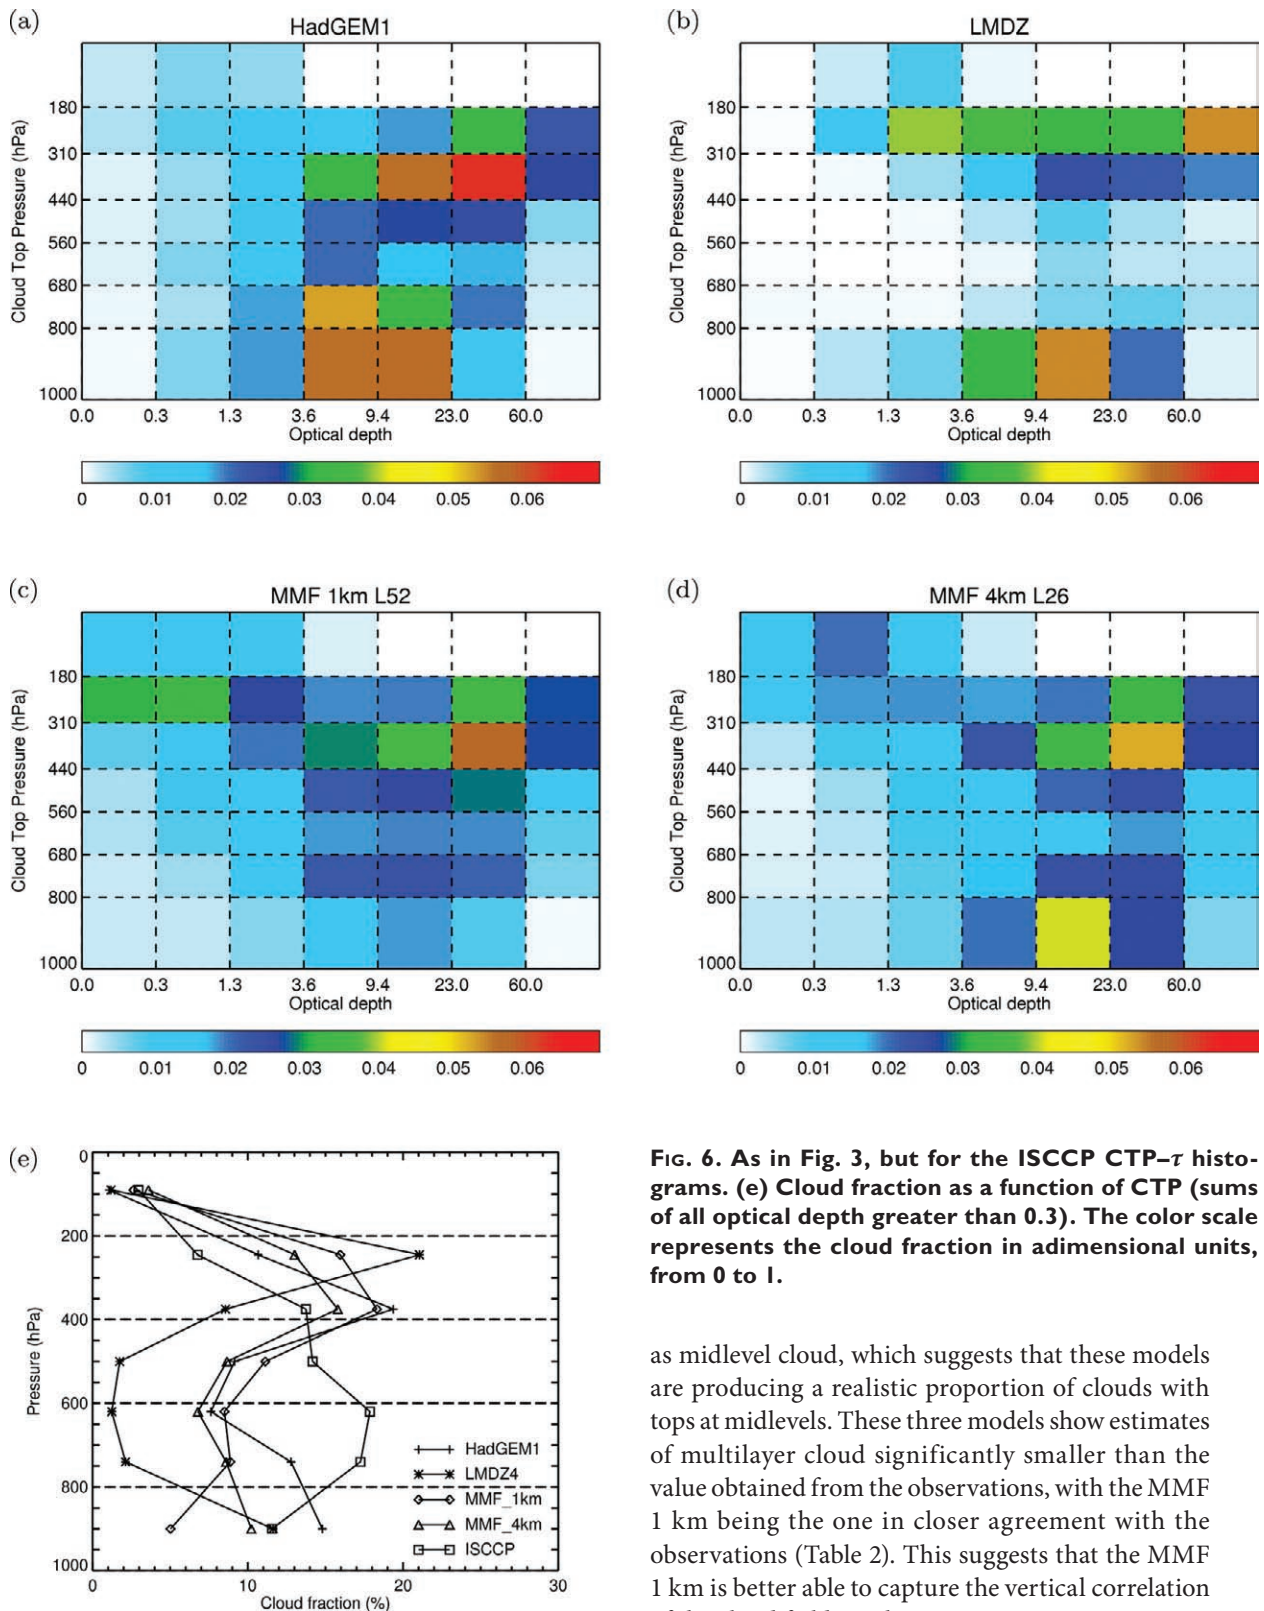 (a)
HadGEM1
Cloud Top Pressure (hPa)
180
310
440
560
680
800
1000
0.0 0.3 1.3 3.6 9.4 23.0 60.0
Optical depth
0 0.01 0.02 0.03 0.04 0.05 0.06
(b)
LMDZ
Cloud Top Pressure (hPa)
180
310
440
560
680
800
1000
0.0 0.3 1.3 3.6 9.4 23.0 60.0
Optical depth
0 0.01 0.02 0.03 0.04 0.05 0.06
(c)
MMF 1km L52
Cloud Top Pressure (hPa)
180
310
440
560
680
800
1000
0.0 0.3 1.3 3.6 9.4 23.0 60.0
Optical depth
0 0.01 0.02 0.03 0.04 0.05 0.06
(d)
MMF 4km L26
Cloud Top Pressure (hPa)
180
310
440
560
680
800
1000
0.0 0.3 1.3 3.6 9.4 23.0 60.0
Optical depth
0 0.01 0.02 0.03 0.04 0.05 0.06
(e)
Pressure (hPa)
0
200
400
600
800
1000
HadGEM1
LMDZ4
MMF_1km
MMF_4km
ISCCP
0 10 20 30
Cloud fraction (%)
FIG. 6. As in Fig. 3, but for the ISCCP CTP–τ histo-
grams. (e) Cloud fraction as a function of CTP (sums
of all optical depth greater than 0.3). The color scale
represents the cloud fraction in adimensional units,
from 0 to 1.
as midlevel cloud, which suggests that these models
are producing a realistic proportion of clouds with
tops at midlevels. These three models show estimates
of multilayer cloud significantly smaller than the
value obtained from the observations, with the MMF
1 km being the one in closer agreement with the
observations (Table 2). This suggests that the MMF
1 km is better able to capture the vertical correlation